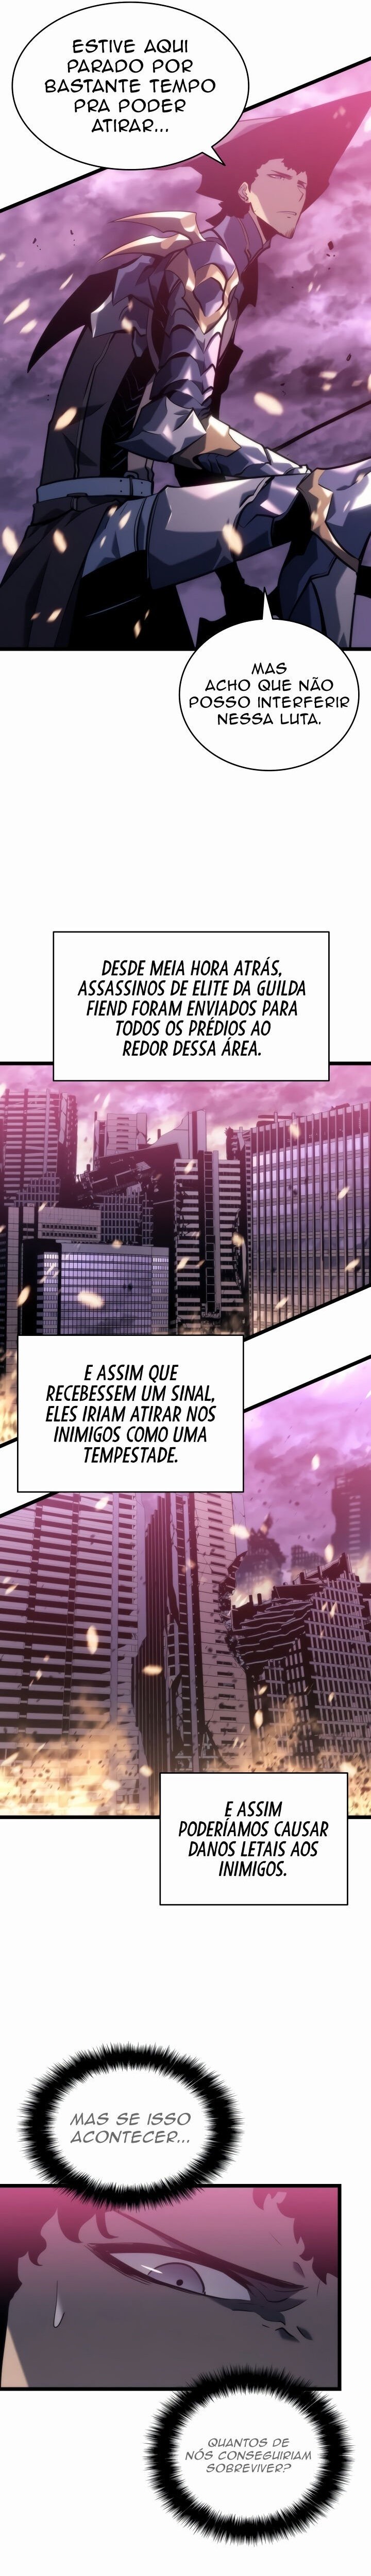 ESTIVE AQUI
PARADO POR
BASTANTE TEMPO
PRA PODER
ATIRAR...
MAS
ACHO QUE NÃO
POSSO INTERFERIR
NESSA LUTA.
DESDE MEIA HORA ATRÁS,
ASSASSINOS DE ELITE DA GUILDA
FIEND FORAM ENVIADOS PARA
TODOS OS PRÉDIOS AO
REDOR DESSA ÁREA.
E ASSIM QUE
RECEBESSEM UM SINAL,
ELES IRIAM ATIRAR NOS
INIMIGOS COMO UMA
TEMPESTADE.
E ASSIM
PODERÍAMOS CAUSAR
DANOS LETAIS AOS
INIMIGOS.
MAS SE ISSO
ACONTECER...
QUANTOS DE
NÓS CONSEGUIRIAM
SOBREVIVER?